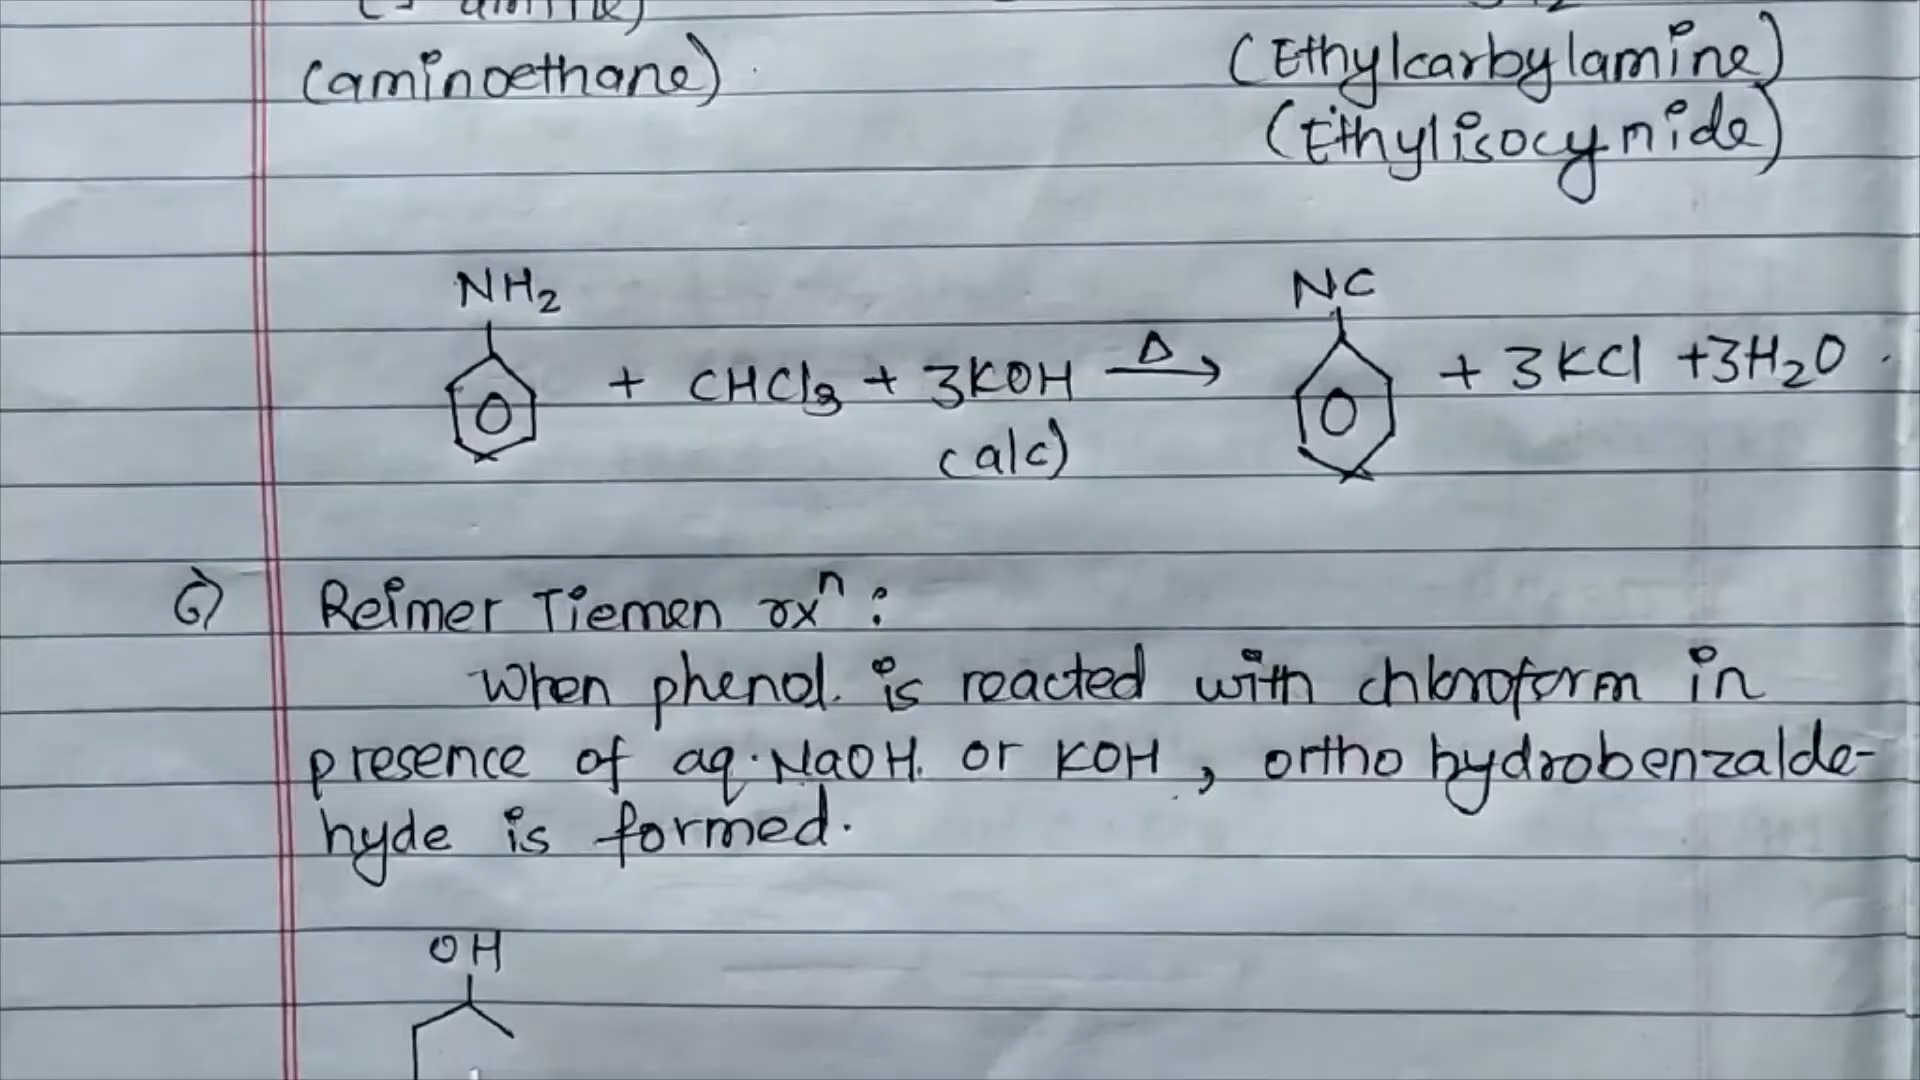 (aminoethane)
(Ethylcarbylamine)
(Ethylisocynide)
NH2
NC
+ CHCl3 + 3KOH Δ→ + 3KCl +3H2O.
(alc)
6) Reimer Tiemen rxⁿ :
When phenol. is reacted with chloroform in
presence of aq. NaOH. or KOH, ortho hydrobenzalde-
hyde is formed.
OH